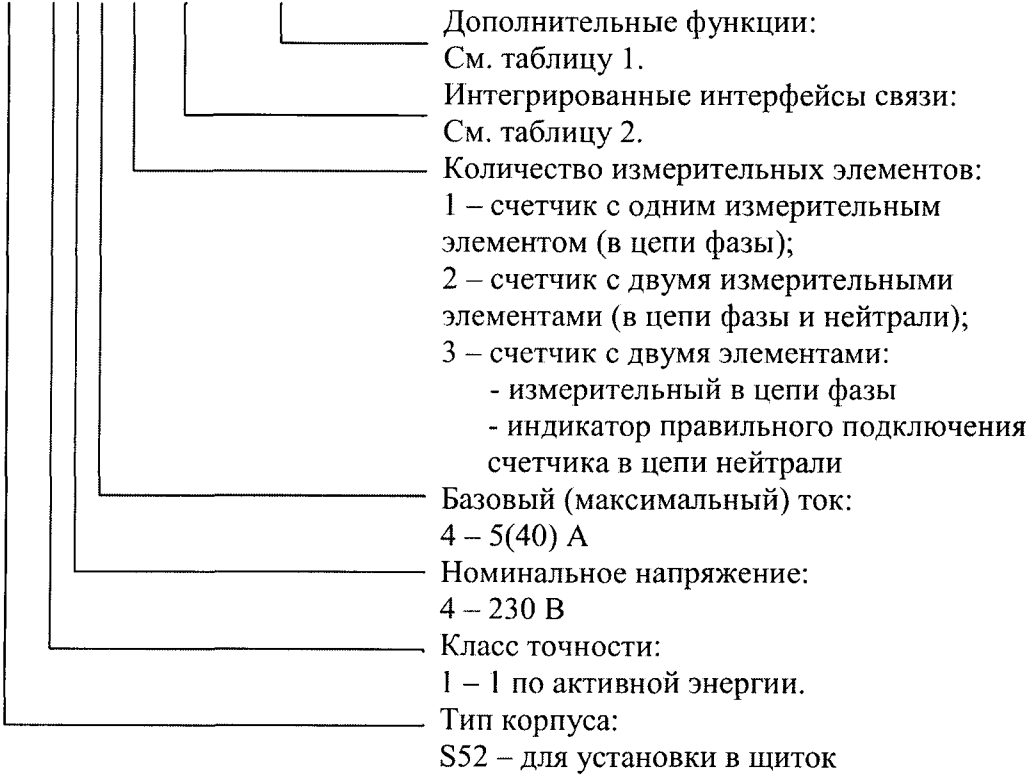 Дополнительные функции:
См. таблицу 1.
Интегрированные интерфейсы связи:
См. таблицу 2.
Количество измерительных элементов:
1 – счетчик с одним измерительным
элементом (в цепи фазы);
2 – счетчик с двумя измерительными
элементами (в цепи фазы и нейтрали);
3 – счетчик с двумя элементами:
- измерительный в цепи фазы
- индикатор правильного подключения
счетчика в цепи нейтрали
Базовый (максимальный) ток:
4 – 5(40) А
Номинальное напряжение:
4 – 230 В
Класс точности:
1 – 1 по активной энергии.
Тип корпуса:
S52 – для установки в щиток